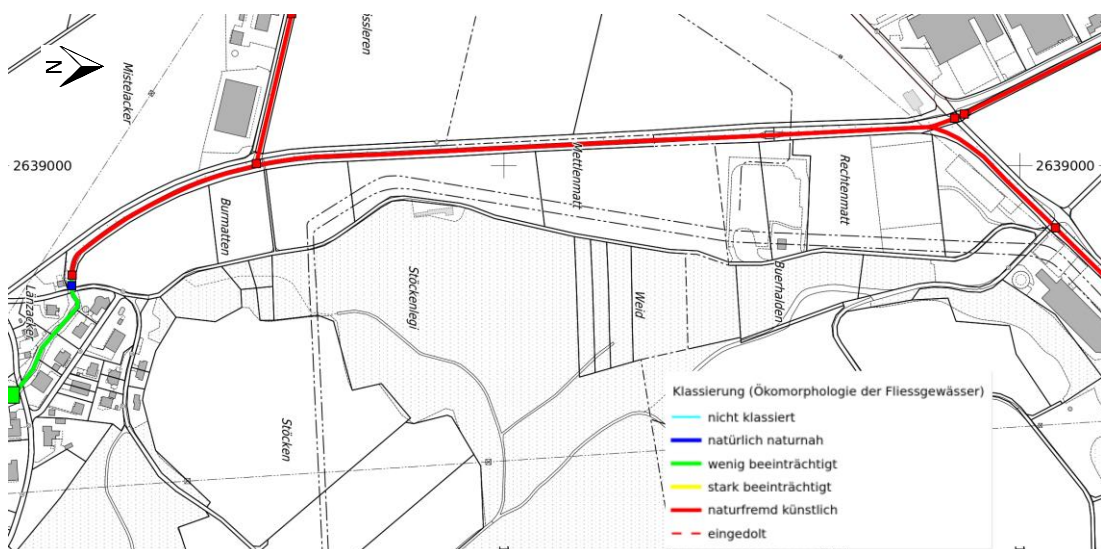 N
Mistelacker
2639000
2639000
Mettlenmatt
Rechtenmatt
Burmatten
Stöckenlegi
Weid
Buerhalden
Länzacker
Stöcken
Klassierung (Ökomorphologie der Fliessgewässer)
nicht klassiert
natürlich naturnah
wenig beeinträchtigt
stark beeinträchtigt
naturfremd künstlich
eingedolt